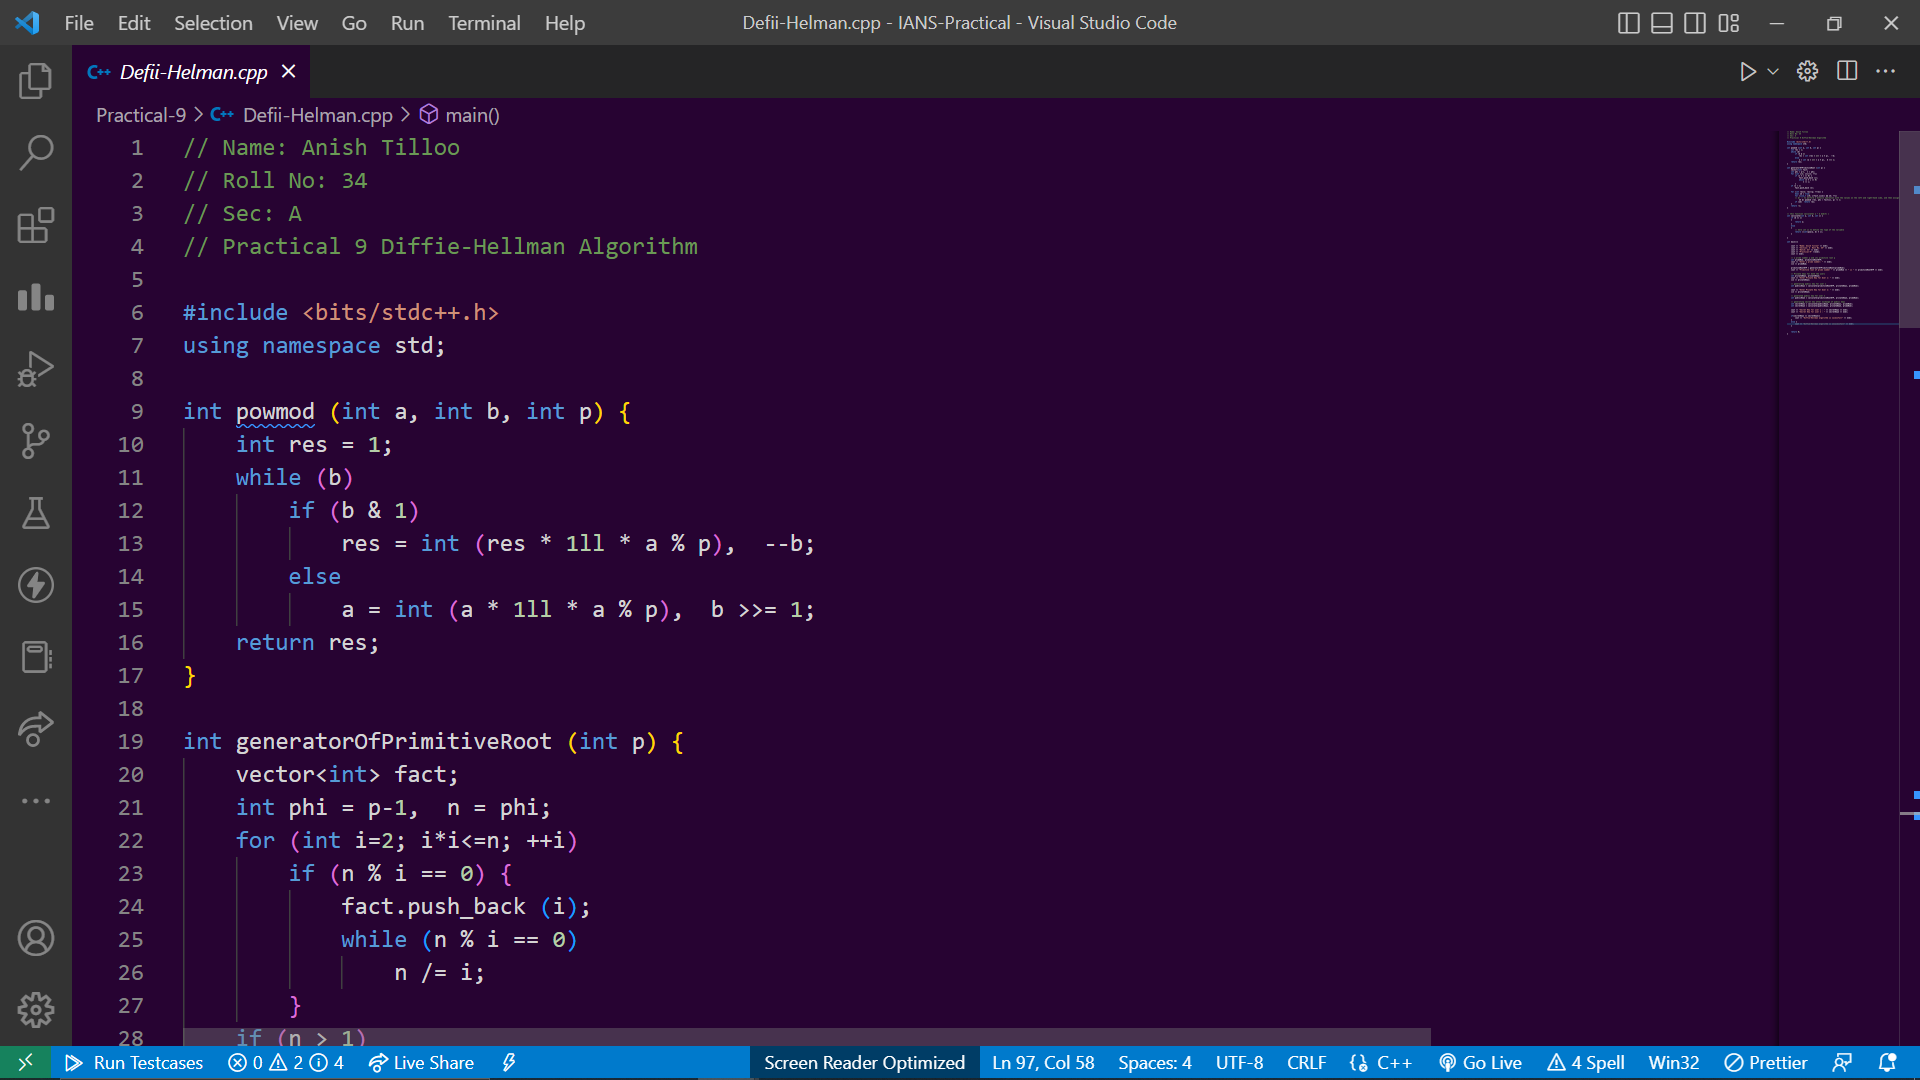 File Edit Selection View Go Run Terminal Help Defii-Helman.cpp - IANS-Practical - Visual Studio Code
C++ Defii-Helman.cpp
Practical-9 > C++ Defii-Helman.cpp > main()
1 // Name: Anish Tilloo
2 // Roll No: 34
3 // Sec: A
4 // Practical 9 Diffie-Hellman Algorithm
5
6 #include <bits/stdc++.h>
7 using namespace std;
8
9 int powmod (int a, int b, int p) {
10 int res = 1;
11 while (b)
12 if (b & 1)
13 res = int (res * 1ll * a % p),  --b;
14 else
15 a = int (a * 1ll * a % p),  b >>= 1;
16 return res;
17 }
18
19 int generatorOfPrimitiveRoot (int p) {
20 vector<int> fact;
21 int phi = p-1,  n = phi;
22 for (int i=2; i*i<=n; ++i)
23 if (n % i == 0) {
24 fact.push_back (i);
25 while (n % i == 0)
26 n /= i;
27 }
28 if (n > 1)
Run Testcases 0 2 4 Live Share Screen Reader Optimized Ln 97, Col 58 Spaces: 4 UTF-8 CRLF C++ Go Live 4 Spell Win32 Prettier